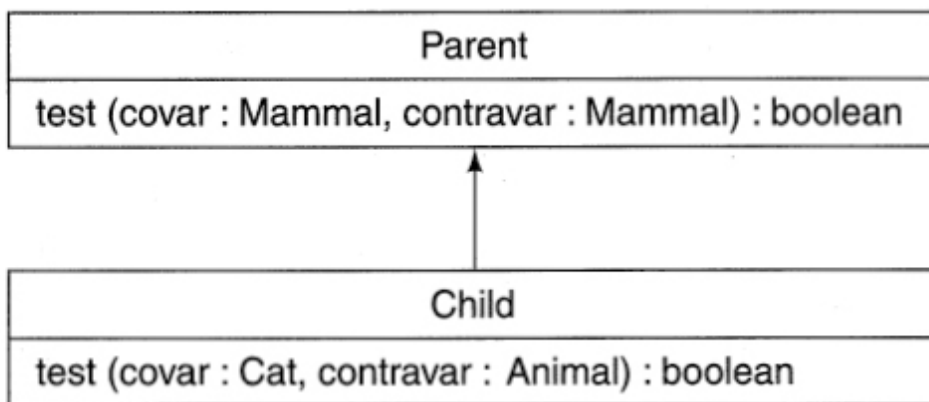 Parent
test (covar : Mammal, contravar : Mammal) : boolean
Child
test (covar : Cat, contravar : Animal) : boolean